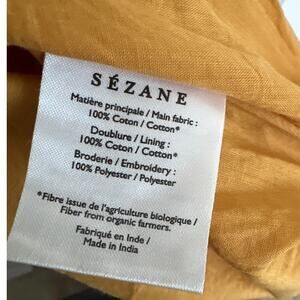 SÉZANE
Matière principale / Main fabric :
100% Coton / Cotton*
Doublure / Lining :
100% Coton / Cotton*
Broderie / Embroidery :
100% Polyester / Polyester
*Fibre issue de l'agriculture biologique /
Fiber from organic farmers.
Fabriqué en Inde /
Made in India